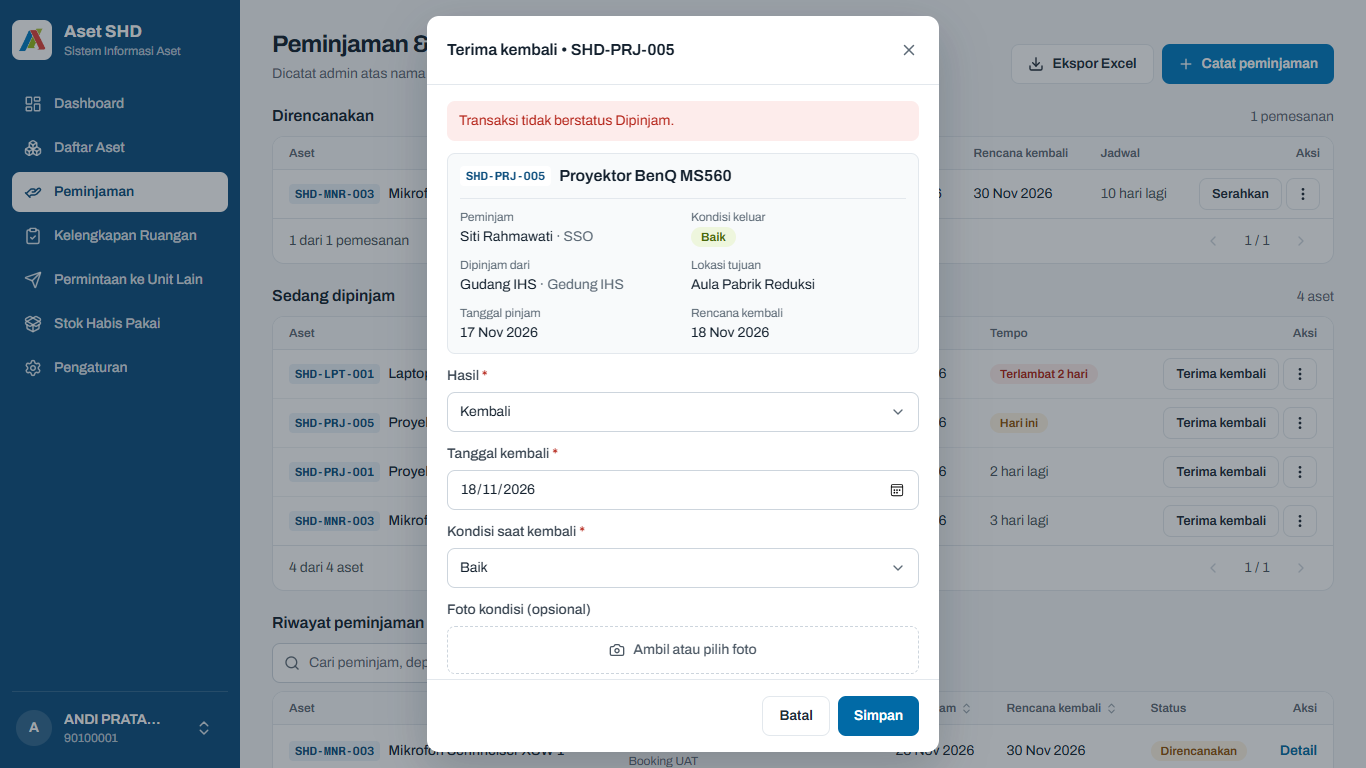 Aset SHD
Sistem Informasi Aset
Dashboard
Daftar Aset
Peminjaman
Kelengkapan Ruangan
Permintaan ke Unit Lain
Stok Habis Pakai
Pengaturan
A
ANDI PRATA...
90100001
Peminjaman &
Dicatat admin atas nama
Ekspor Excel
Catat peminjaman
Direncanakan
1 pemesanan
Aset
Rencana kembali
Jadwal
Aksi
SHD-MNR-003
30 Nov 2026
10 hari lagi
Serahkan
1 dari 1 pemesanan
1 / 1
Sedang dipinjam
4 aset
Aset
Tempo
Aksi
SHD-LPT-001
Terlambat 2 hari
Terima kembali
SHD-PRJ-005
Hari ini
Terima kembali
SHD-PRJ-001
2 hari lagi
Terima kembali
SHD-MNR-003
3 hari lagi
Terima kembali
4 dari 4 aset
1 / 1
Riwayat peminjaman
Cari peminjam, dep
Aset
Rencana kembali
Status
Aksi
SHD-MNR-003
30 Nov 2026
Direncanakan
Detail
Booking UAT
Terima kembali • SHD-PRJ-005
Transaksi tidak berstatus Dipinjam.
SHD-PRJ-005 Proyektor BenQ MS560
Peminjam
Siti Rahmawati · SSO
Kondisi keluar
Baik
Dipinjam dari
Gudang IHS · Gedung IHS
Lokasi tujuan
Aula Pabrik Reduksi
Tanggal pinjam
17 Nov 2026
Rencana kembali
18 Nov 2026
Hasil *
Kembali
Tanggal kembali *
18/11/2026
Kondisi saat kembali *
Baik
Foto kondisi (opsional)
Ambil atau pilih foto
Batal
Simpan